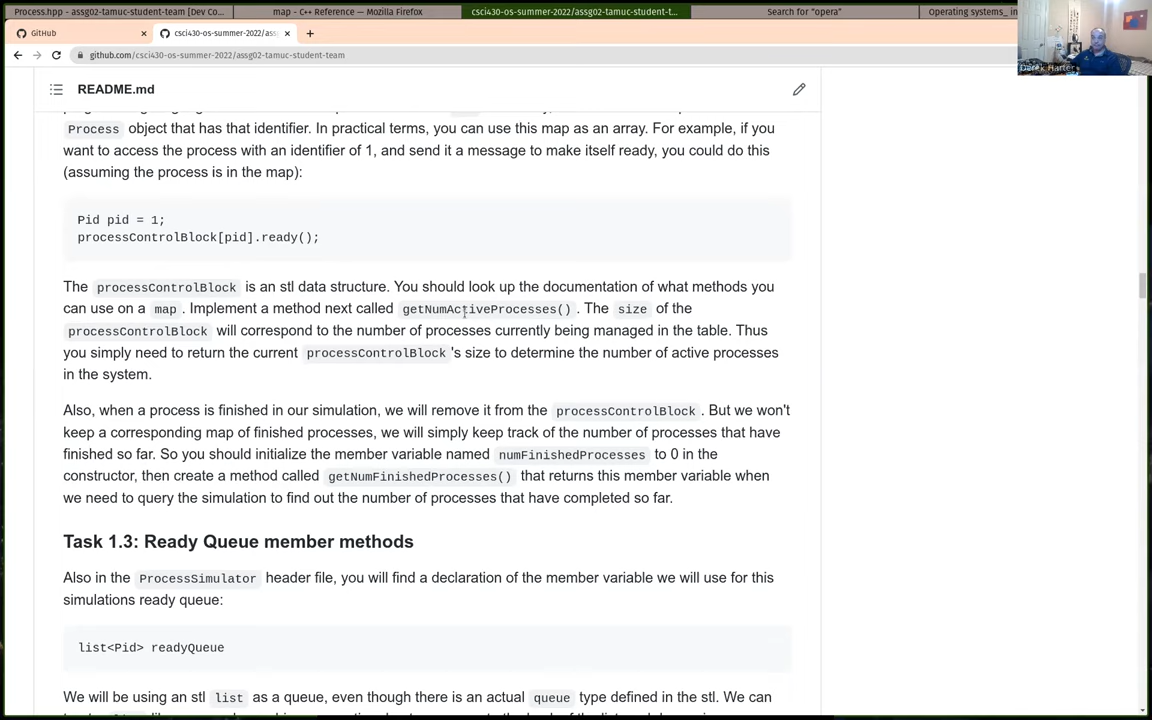 Process.hpp - assg02-tamuc-student-team [Dev Co...
map - C++ Reference — Mozilla Firefox
csci430-os-summer-2022/assg02-tamuc-student-t...
Search for "opera"
Operating systems_ in
GitHub
csci430-os-summer-2022/assg
github.com/csci430-os-summer-2022/assg02-tamuc-student-team
Derek Harter
README.md
Process object that has that identifier. In practical terms, you can use this map as an array. For example, if you
want to access the process with an identifier of 1, and send it a message to make itself ready, you could do this
(assuming the process is in the map):
Pid pid = 1;
processControlBlock[pid].ready();
The processControlBlock is an stl data structure. You should look up the documentation of what methods you
can use on a map . Implement a method next called getNumActiveProcesses() . The size of the
processControlBlock will correspond to the number of processes currently being managed in the table. Thus
you simply need to return the current processControlBlock 's size to determine the number of active processes
in the system.
Also, when a process is finished in our simulation, we will remove it from the processControlBlock . But we won't
keep a corresponding map of finished processes, we will simply keep track of the number of processes that have
finished so far. So you should initialize the member variable named numFinishedProcesses to 0 in the
constructor, then create a method called getNumFinishedProcesses() that returns this member variable when
we need to query the simulation to find out the number of processes that have completed so far.
Task 1.3: Ready Queue member methods
Also in the ProcessSimulator header file, you will find a declaration of the member variable we will use for this
simulations ready queue:
list<Pid> readyQueue
We will be using an stl list as a queue, even though there is an actual queue type defined in the stl. We can